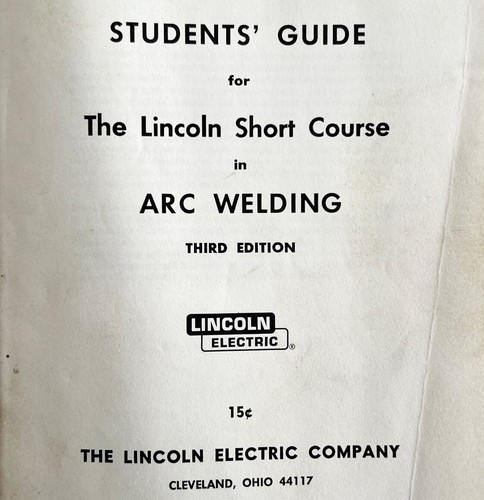 STUDENTS' GUIDE
for
The Lincoln Short Course
in
ARC WELDING
THIRD EDITION
LINCOLN
ELECTRIC ®
15¢
THE LINCOLN ELECTRIC COMPANY
CLEVELAND, OHIO 44117